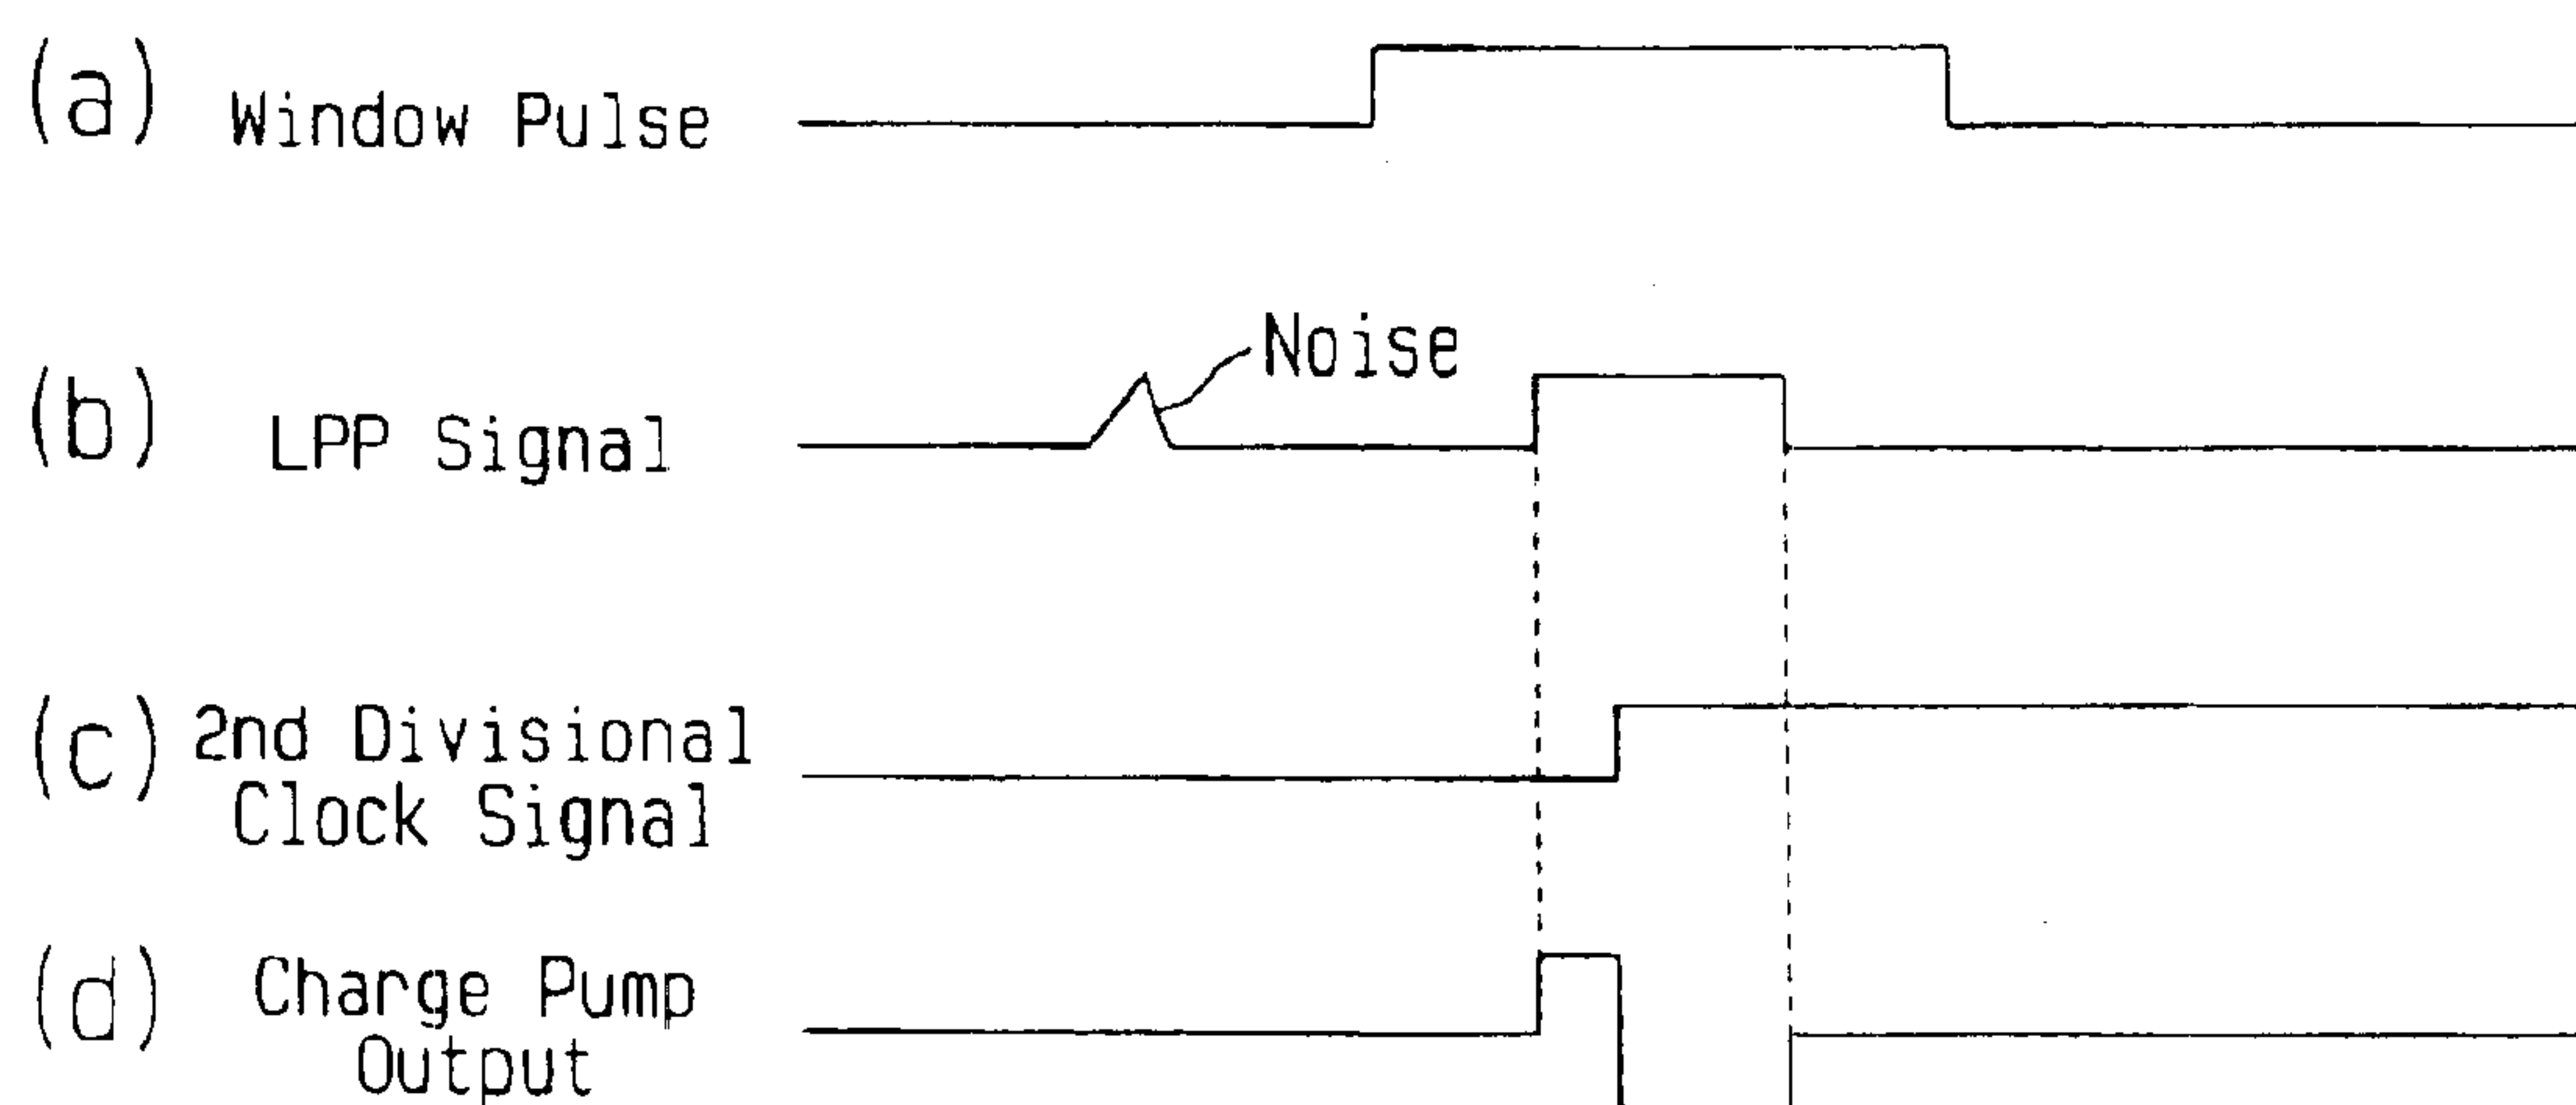 (a) Window Pulse
Noise
(b) LPP Signal
(c) 2nd Divisional
Clock Signal
(d) Charge Pump
Output